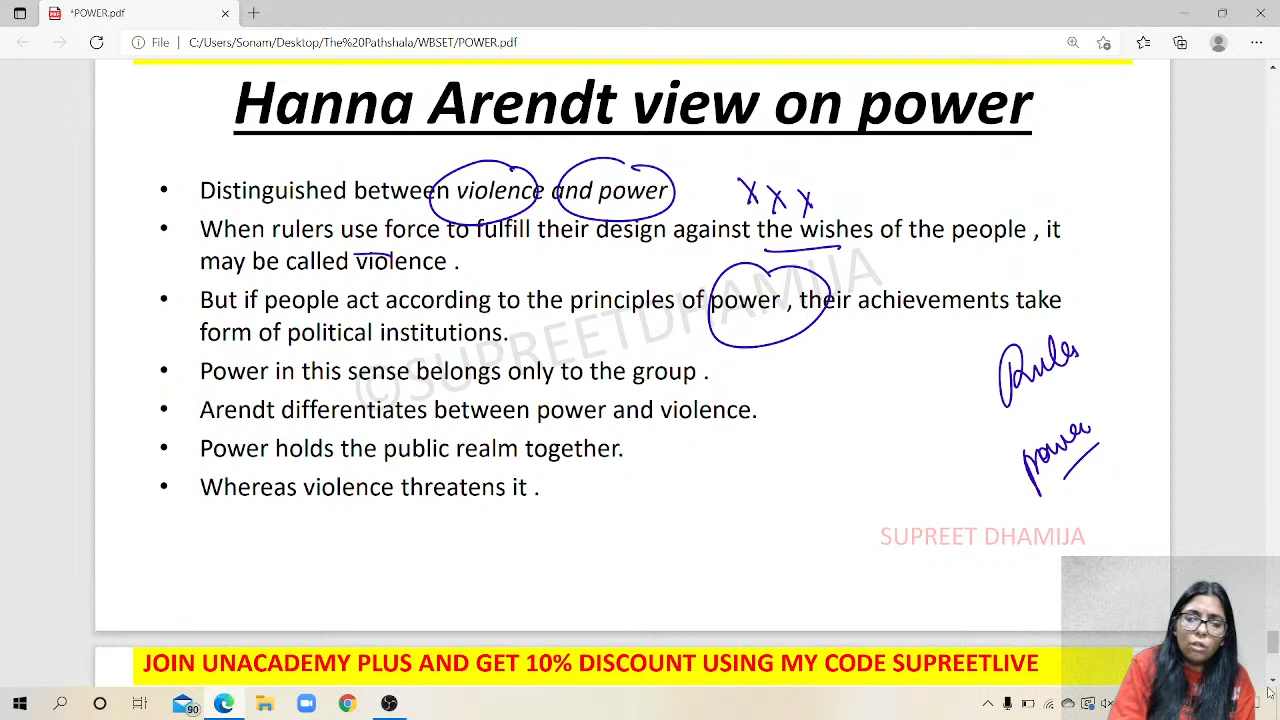 *POWER.pdf
File
C:/Users/Sonam/Desktop/The%20Pathshala/WBSET/POWER.pdf
Hanna Arendt view on power
• Distinguished between violence and power
X X X
• When rulers use force to fulfill their design against the wishes of the people , it
may be called violence .
• But if people act according to the principles of power , their achievements take
form of political institutions.
Rules
• Power in this sense belongs only to the group .
• Arendt differentiates between power and violence.
power
• Power holds the public realm together.
• Whereas violence threatens it .
©SUPREETDHAMIJA
SUPREET DHAMIJA
JOIN UNACADEMY PLUS AND GET 10% DISCOUNT USING MY CODE SUPREETLIVE
90